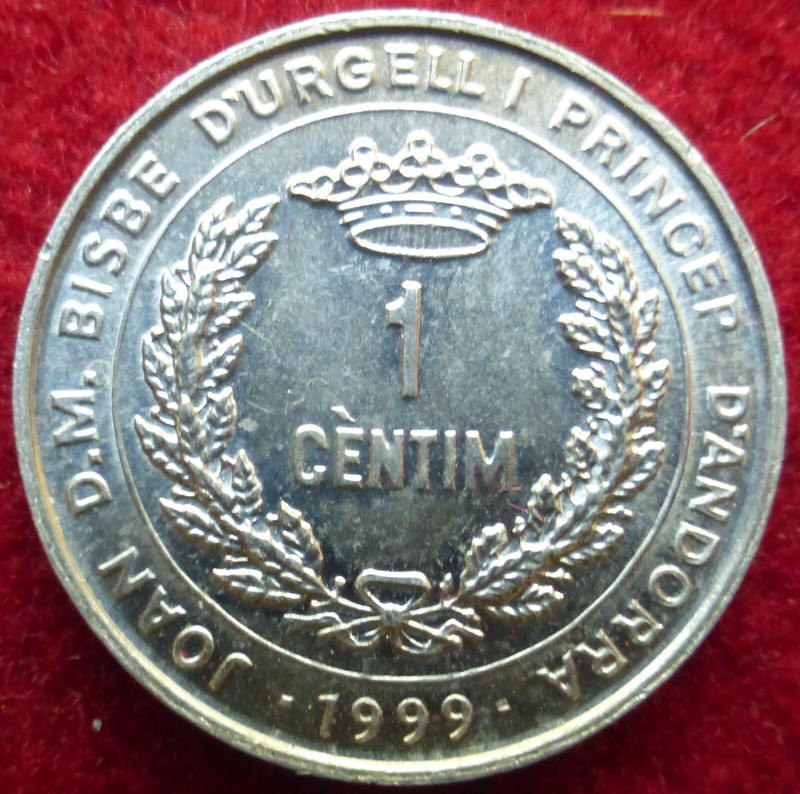 JOAN D.M. BISBE D'URGELL I PRINCEP D'ANDORRA
1
CÈNTIM
· 1999 ·